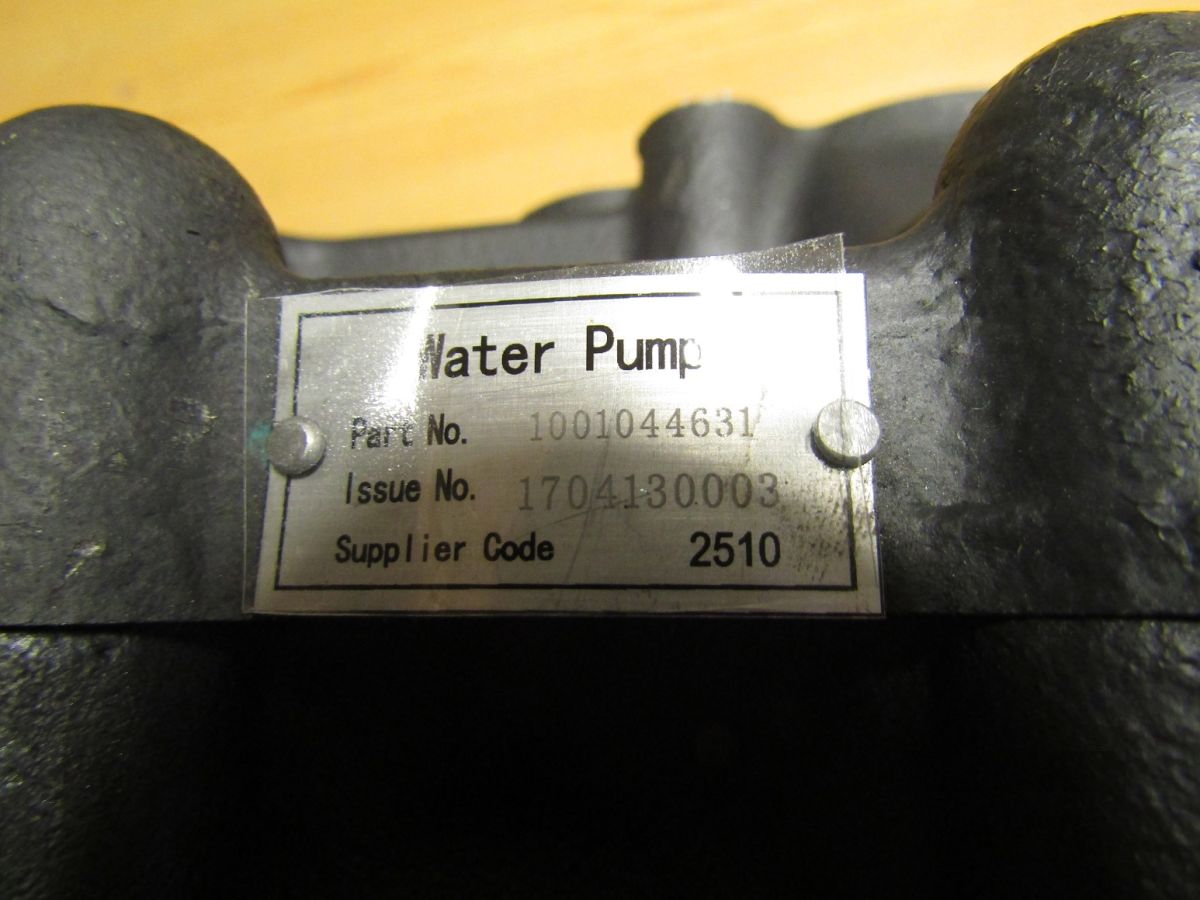 Water Pump
Part No. 1001044631
Issue No. 1704130003
Supplier Code 2510